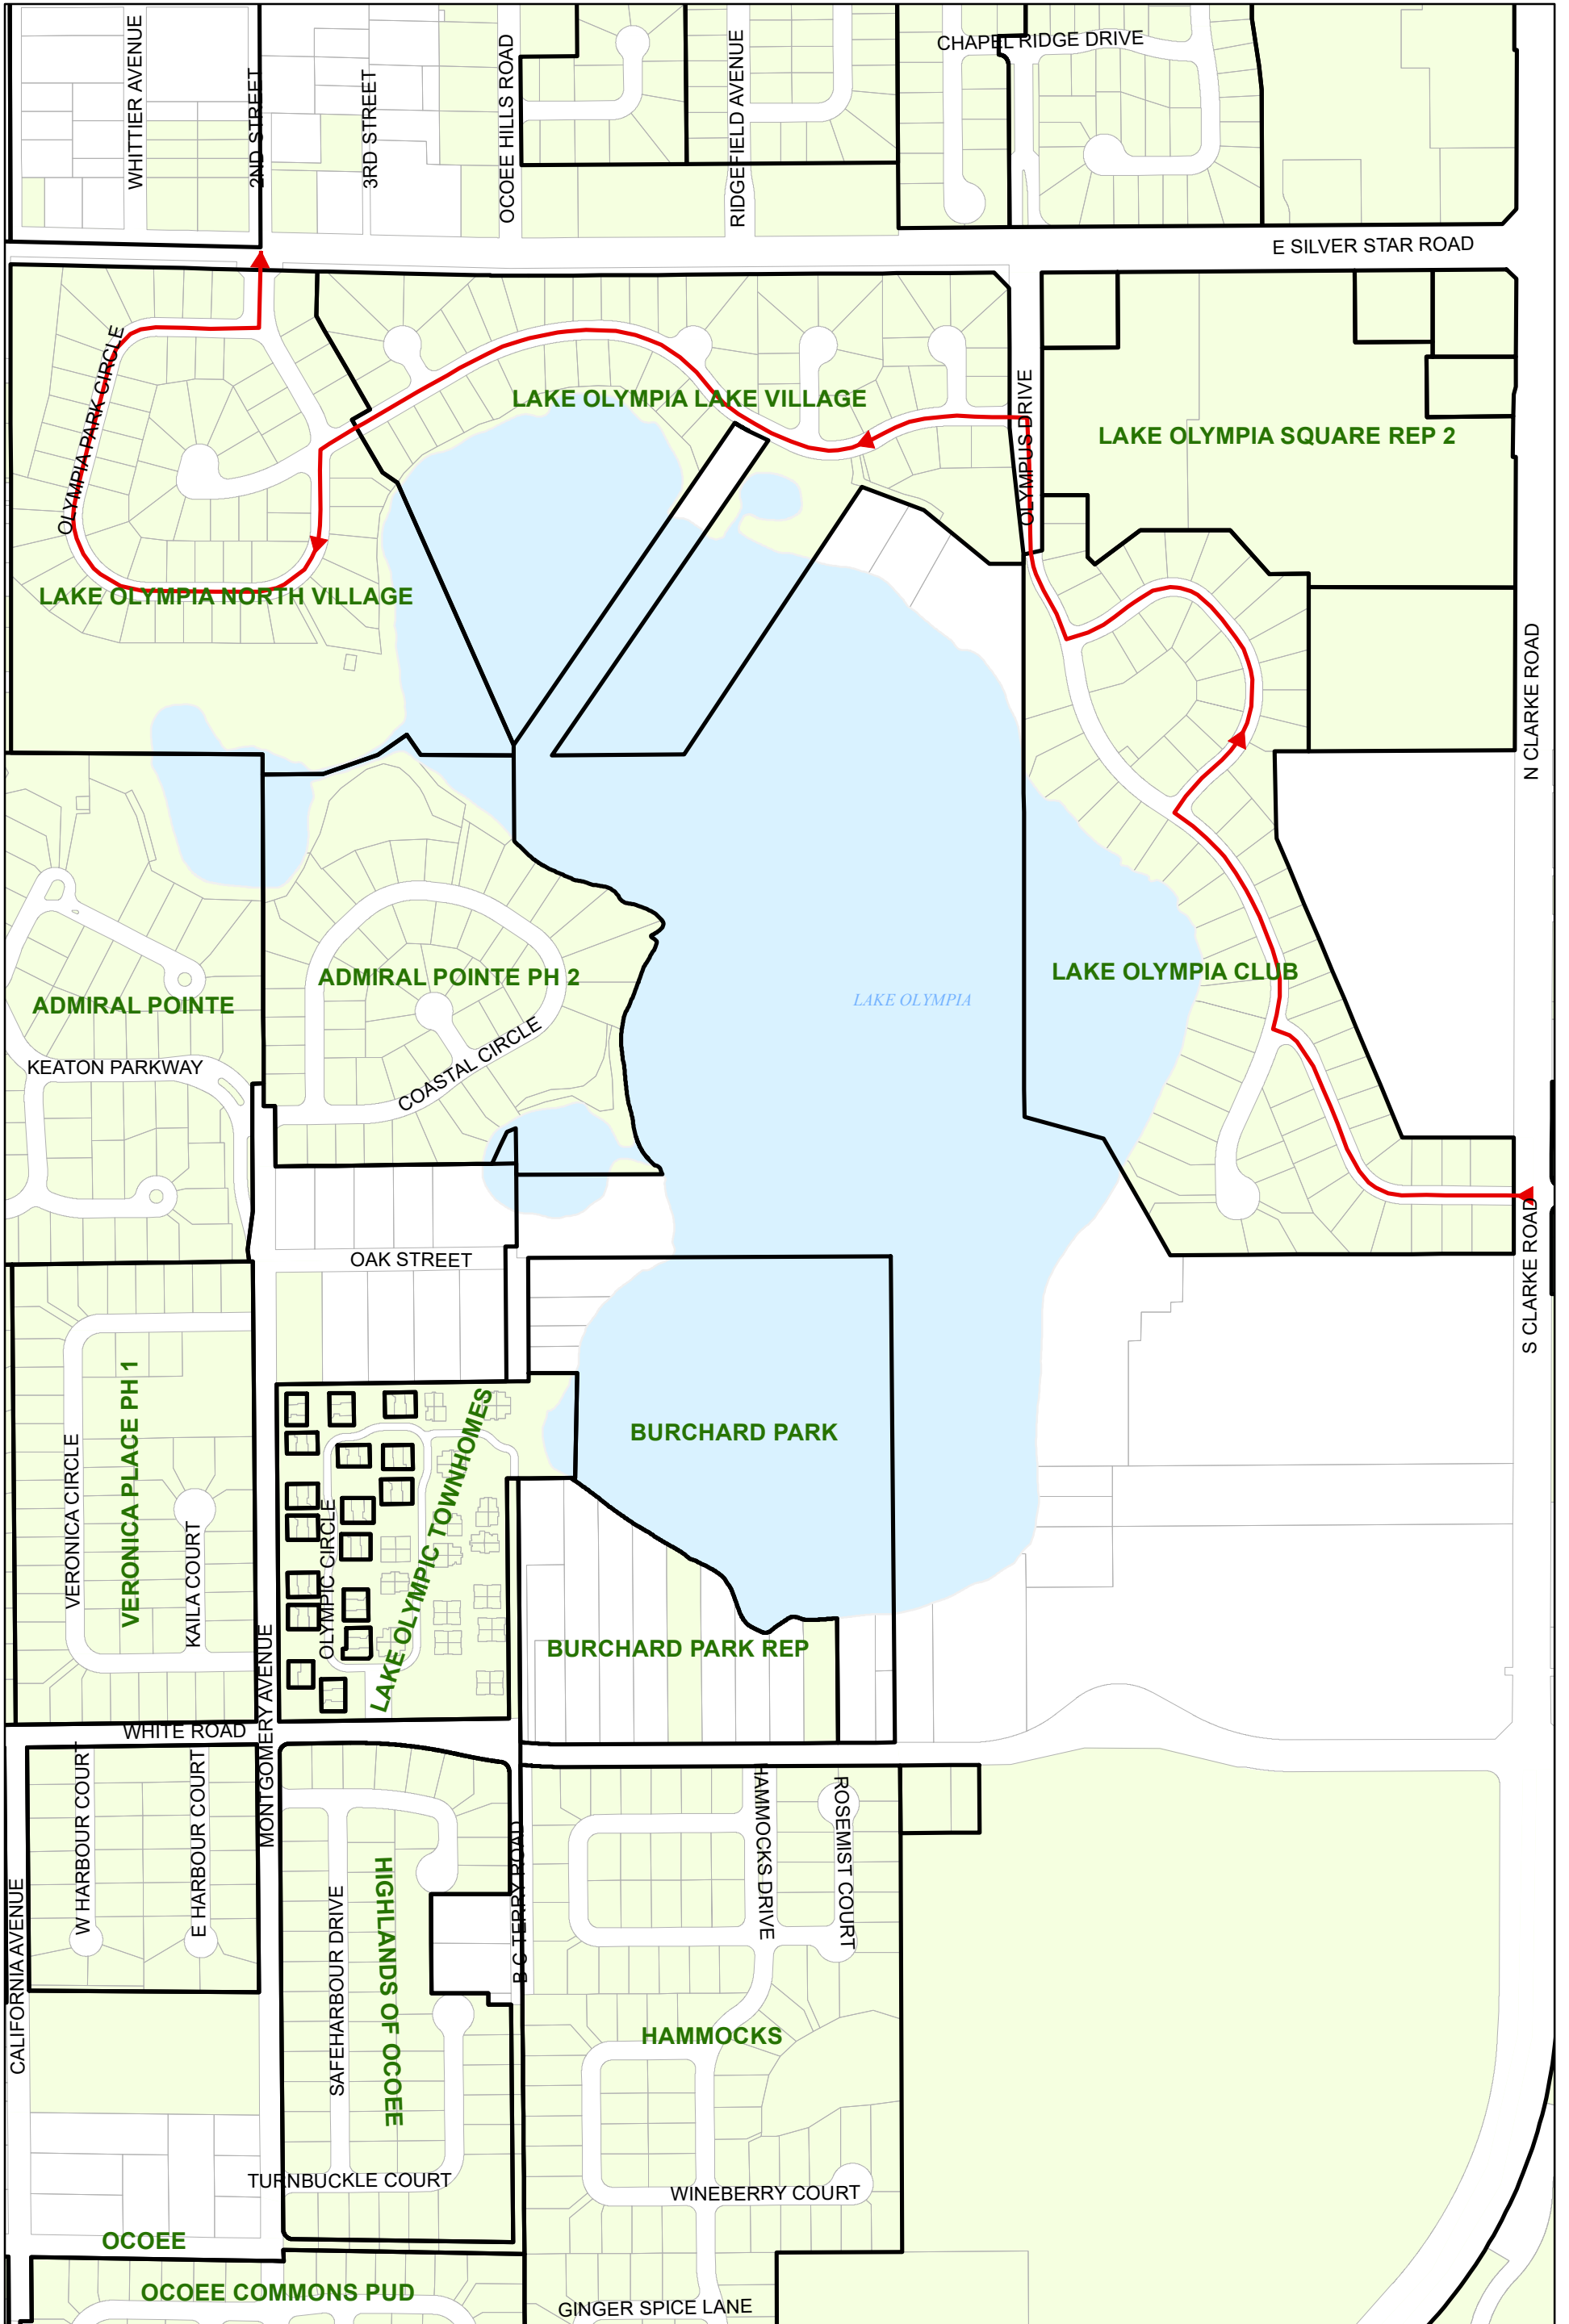 WHITTIER AVENUE
2ND STREET
3RD STREET
OCOEE HILLS ROAD
RIDGEFIELD AVENUE
CHAPEL RIDGE DRIVE
E SILVER STAR ROAD
OLYMPIA PARK CIRCLE
LAKE OLYMPIA LAKE VILLAGE
OLYMPUS DRIVE
LAKE OLYMPIA SQUARE REP 2
LAKE OLYMPIA NORTH VILLAGE
N CLARKE ROAD
ADMIRAL POINTE
ADMIRAL POINTE PH 2
LAKE OLYMPIA
LAKE OLYMPIA CLUB
KEATON PARKWAY
COASTAL CIRCLE
S CLARKE ROAD
OAK STREET
VERONICA CIRCLE
VERONICA PLACE PH 1
KAILA COURT
OLYMPIC CIRCLE
LAKE OLYMPIC TOWNHOMES
BURCHARD PARK
BURCHARD PARK REP
MONTGOMERY AVENUE
WHITE ROAD
W HARBOUR COURT
E HARBOUR COURT
CALIFORNIA AVENUE
SAFEHARBOUR DRIVE
HIGHLANDS OF OCOEE
B C TERRY ROAD
HAMMOCKS DRIVE
ROSEMIST COURT
HAMMOCKS
TURNBUCKLE COURT
WINEBERRY COURT
OCOEE
OCOEE COMMONS PUD
GINGER SPICE LANE